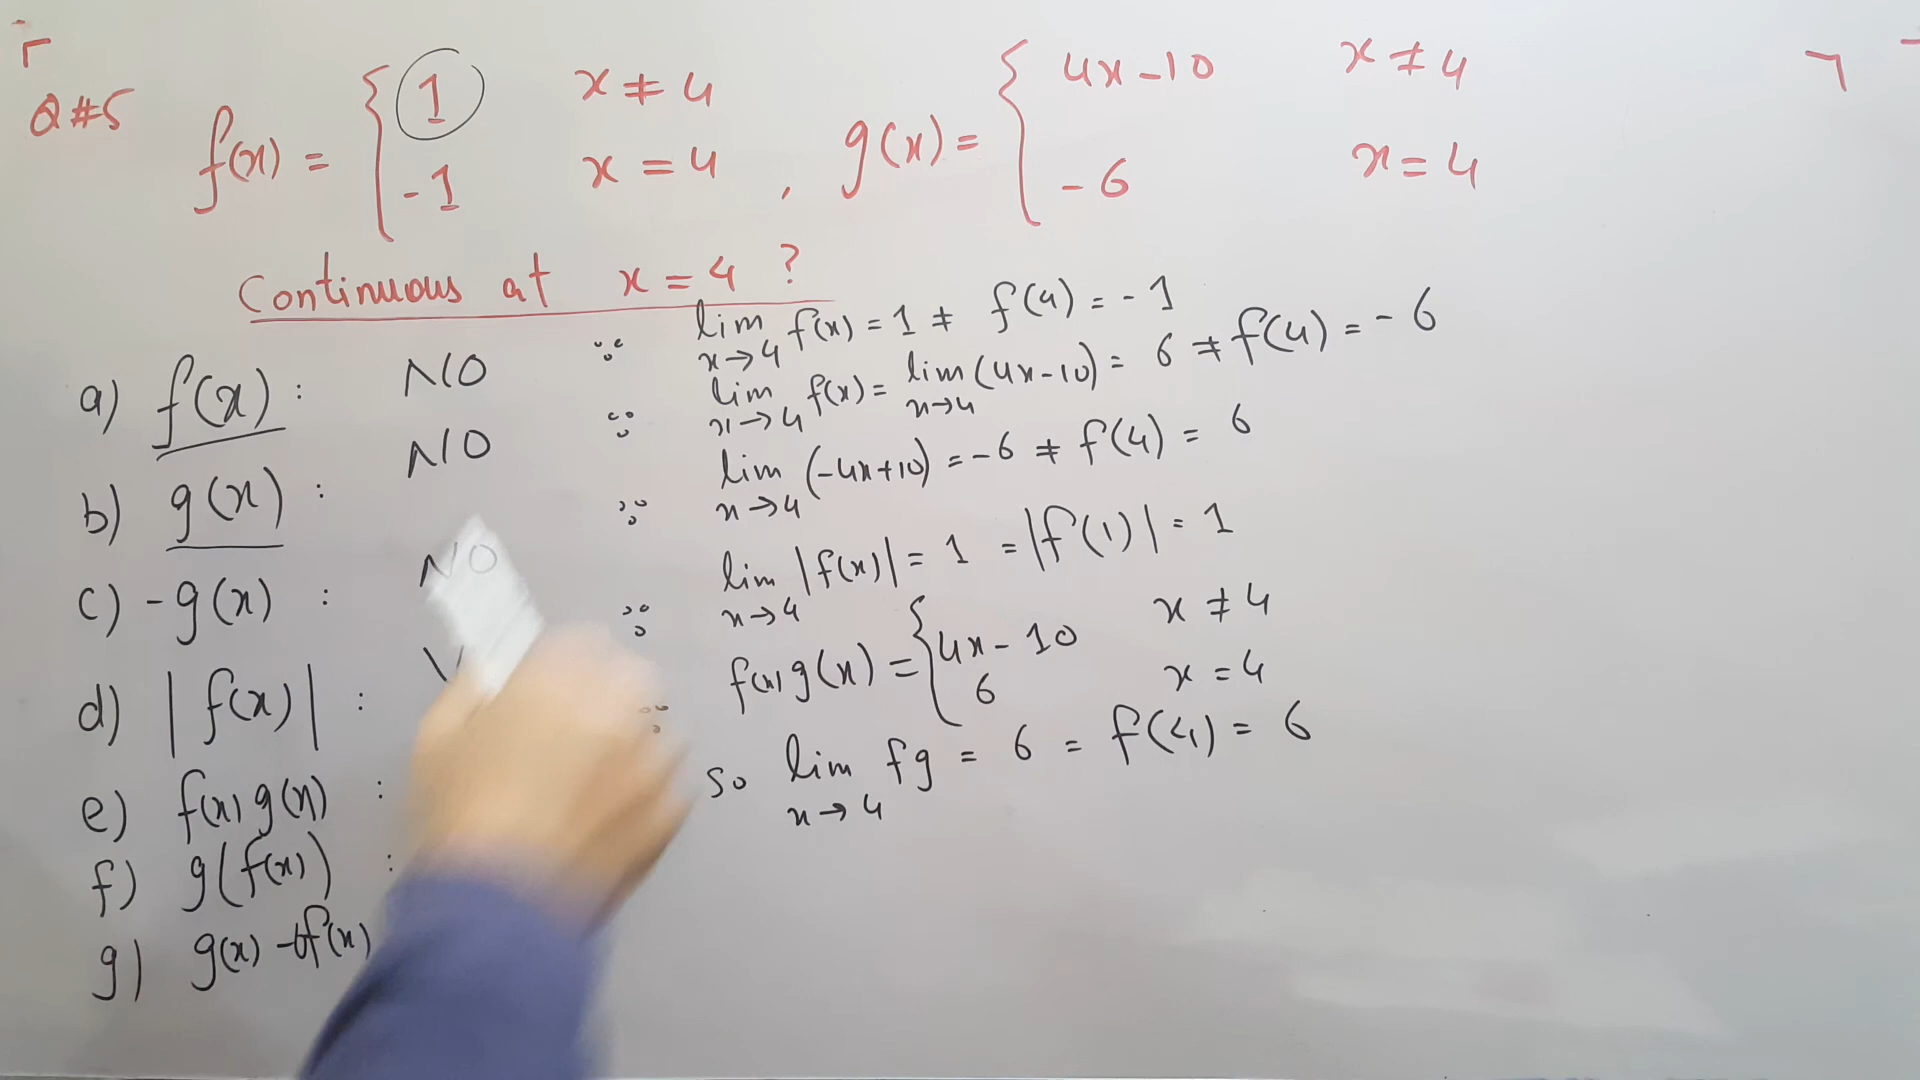 Q#5 f(x) = { 1 x ≠ 4
-1 x = 4 , g(x) = { 4x-10 x ≠ 4
-6 x = 4
Continuous at x = 4 ?
a) f(x) : NO ∵ lim x→4 f(x) = 1 ≠ f(4) = -1
b) g(x) : NO ∵ lim x→4 f(x) = lim x→4 (4x-10) = 6 ≠ f(4) = -6
c) -g(x) : NO ∵ lim x→4 (-4x+10) = -6 ≠ f(4) = 6
d) |f(x)| : ∵ lim x→4 |f(x)| = 1 = |f(1)| = 1
e) f(x) g(x) : ∵ f(x) g(x) = { 4x-10 x ≠ 4
6 x = 4
so lim x→4 fg = 6 = f(4) = 6
f) g(f(x)) :
g) g(x) -6f(x)